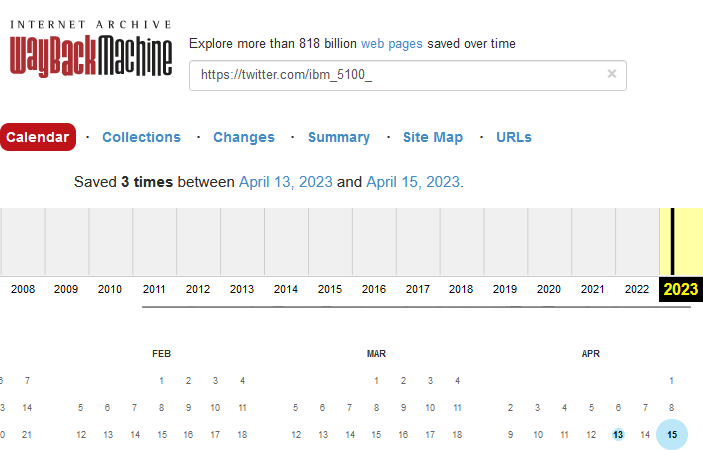 INTERNET ARCHIVE
WayBackMachine
Explore more than 818 billion web pages saved over time
https://twitter.com/ibm_5100_ ×
Calendar · Collections · Changes · Summary · Site Map · URLs
Saved 3 times between April 13, 2023 and April 15, 2023.
2008 2009 2010 2011 2012 2013 2014 2015 2016 2017 2018 2019 2020 2021 2022 2023
FEB MAR APR
7 1 2 3 4 1 2 3 4 1
14 5 6 7 8 9 10 11 5 6 7 8 9 10 11 2 3 4 5 6 7 8
21 12 13 14 15 16 17 18 12 13 14 15 16 17 18 9 10 11 12 13 14 15